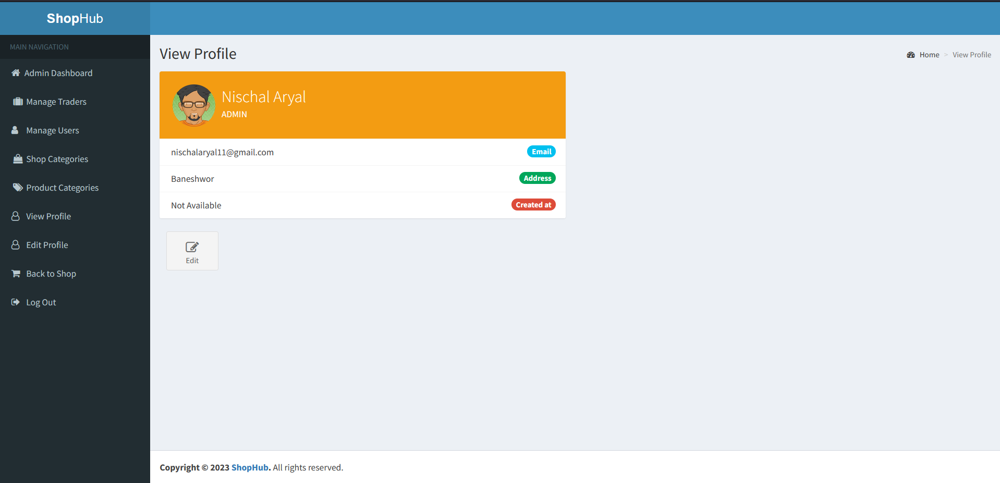 ShopHub
MAIN NAVIGATION
Admin Dashboard
Manage Traders
Manage Users
Shop Categories
Product Categories
View Profile
Edit Profile
Back to Shop
Log Out
View Profile
Home > View Profile
Nischal Aryal
ADMIN
nischalaryal11@gmail.com Email
Baneshwor Address
Not Available Created at
Edit
Copyright © 2023 ShopHub. All rights reserved.